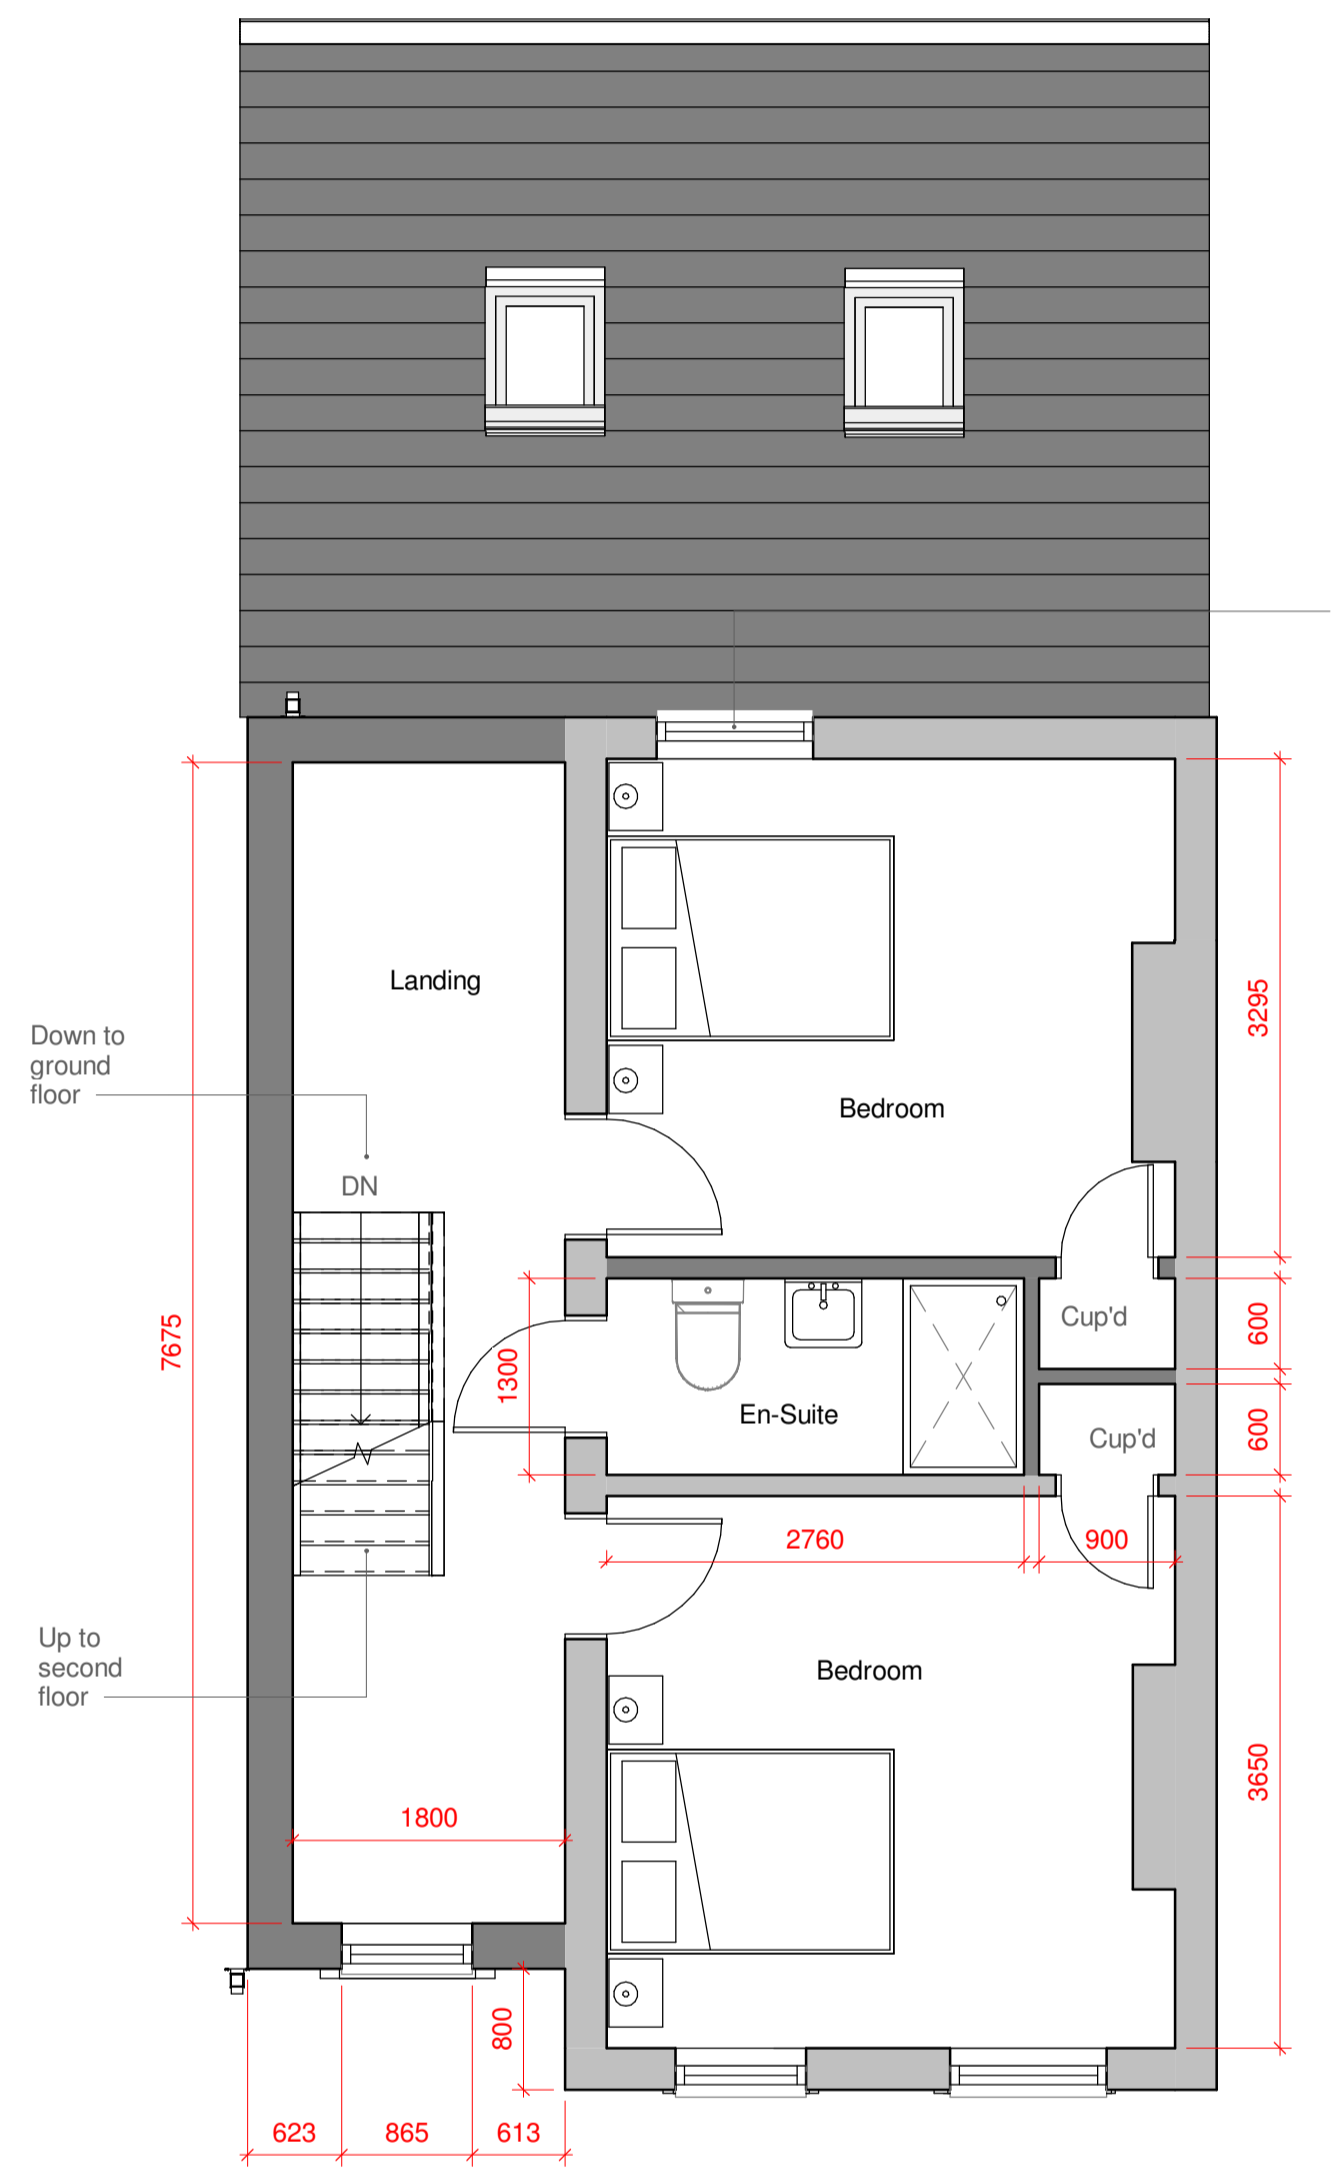 Landing
Down to
ground
floor
3295
Bedroom
DN
Cup'd
600
7675
1300
En-Suite
Cup'd
600
2760
900
Up to
second
floor
Bedroom
3650
1800
800
623
865
613